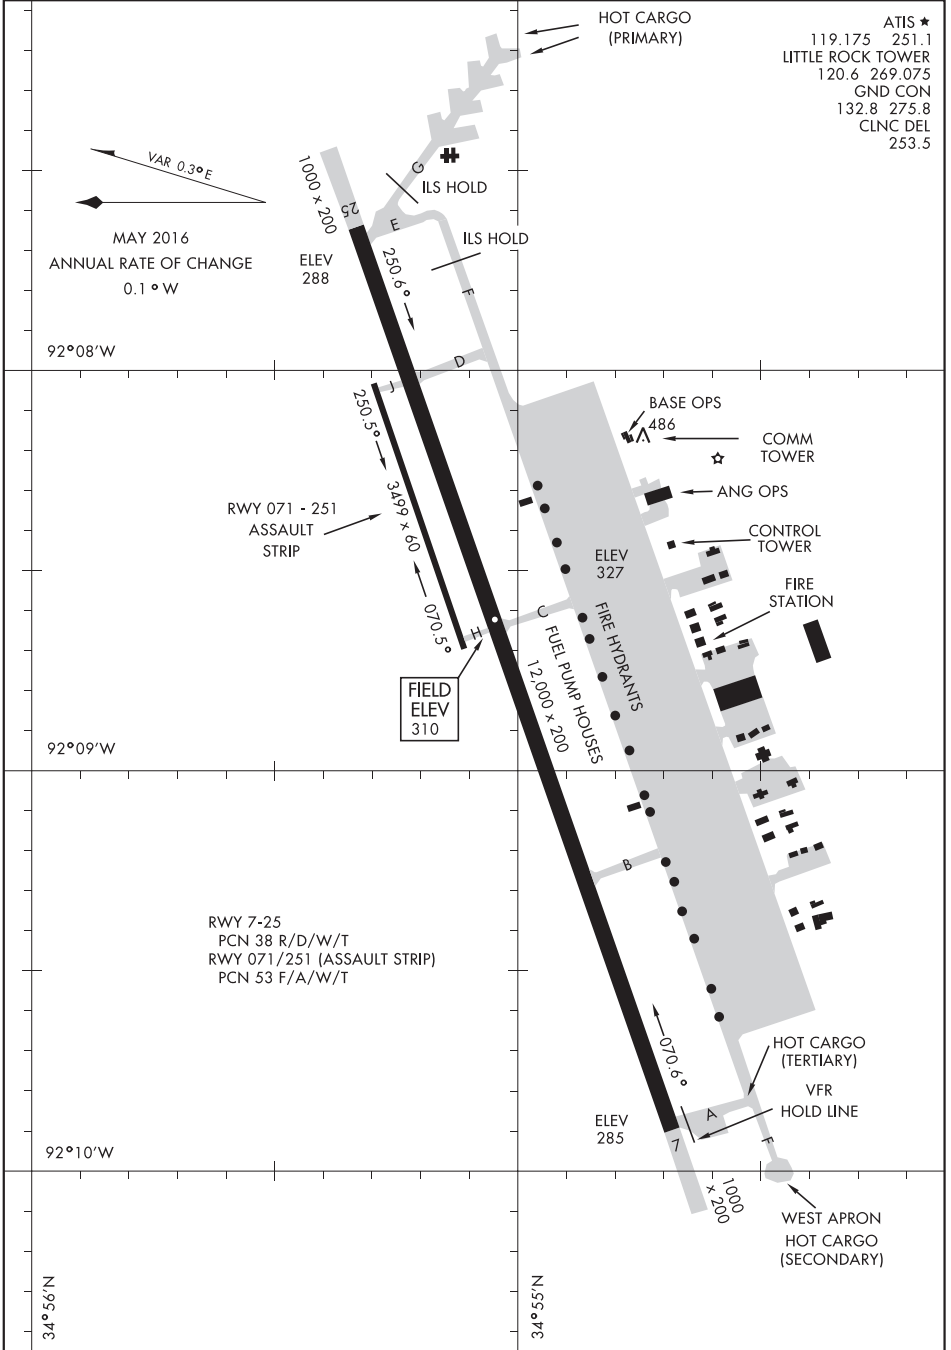 HOT CARGO
(PRIMARY)
ATIS ★
119.175 251.1
LITTLE ROCK TOWER
120.6 269.075
GND CON
132.8 275.8
CLNC DEL
253.5
VAR 0.3° E
MAY 2016
ANNUAL RATE OF CHANGE
0.1 ° W
1000 x 200
25
G
ILS HOLD
E
ILS HOLD
ELEV
288
250.6°
F
92°08'W
D
J
250.5°
3499 x 60
070.5°
RWY 071 - 251
ASSAULT
STRIP
BASE OPS
486
COMM
TOWER
ANG OPS
CONTROL
TOWER
ELEV
327
FIRE
STATION
C
H
FIRE HYDRANTS
FUEL PUMP HOUSES
12,000 x 200
FIELD
ELEV
310
92°09'W
B
RWY 7-25
PCN 38 R/D/W/T
RWY 071/251 (ASSAULT STRIP)
PCN 53 F/A/W/T
070.6°
HOT CARGO
(TERTIARY)
VFR
HOLD LINE
A
ELEV
285
7
F
92°10'W
1000
x 200
WEST APRON
HOT CARGO
(SECONDARY)
34°56'N
34°55'N